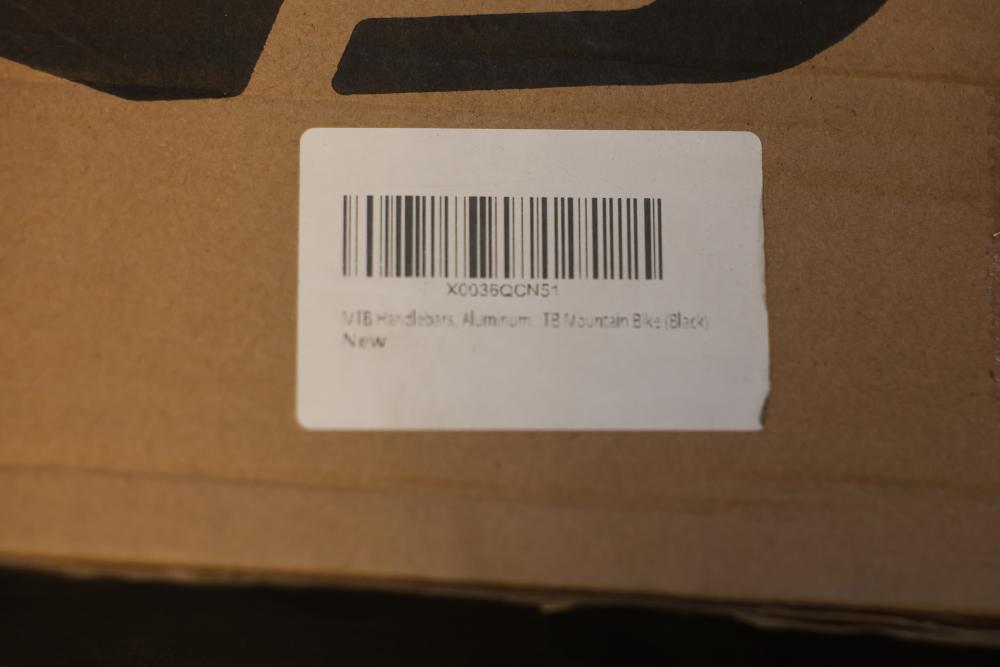 X0036QCN51
MTB Handlebars, Aluminum...TB Mountain Bike (Black)
New